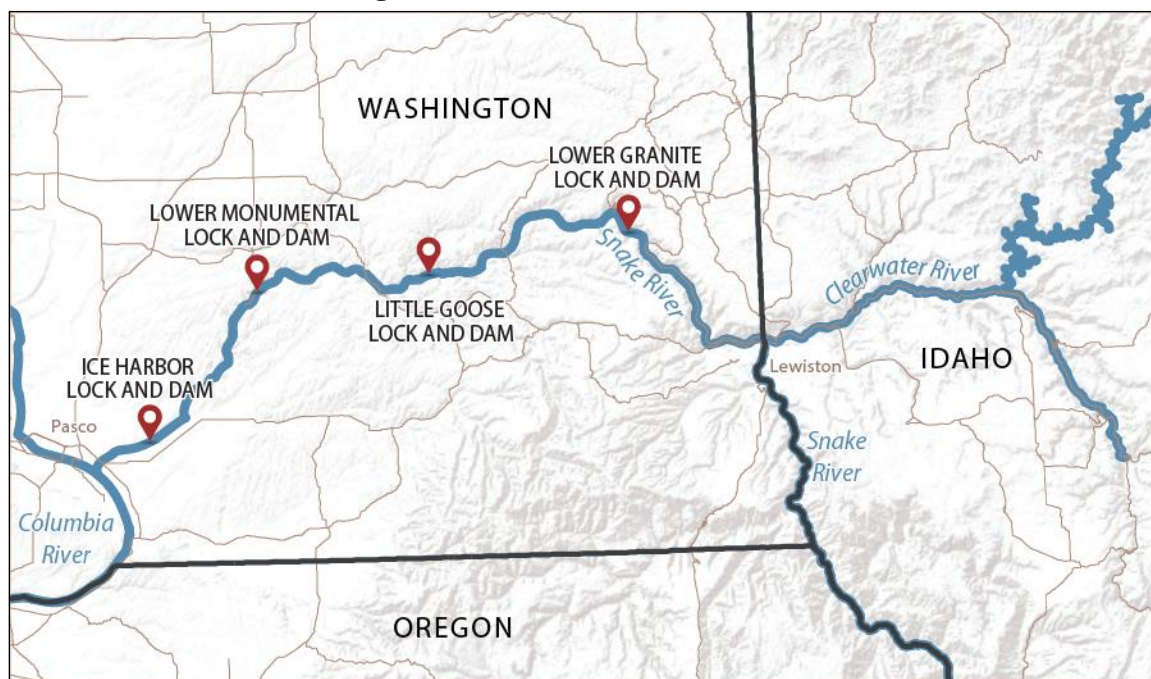 WASHINGTON
LOWER GRANITE
LOCK AND DAM
LOWER MONUMENTAL
LOCK AND DAM
Snake River
Clearwater River
LITTLE GOOSE
LOCK AND DAM
ICE HARBOR
LOCK AND DAM
IDAHO
Lewiston
Pasco
Snake
River
Columbia
River
OREGON